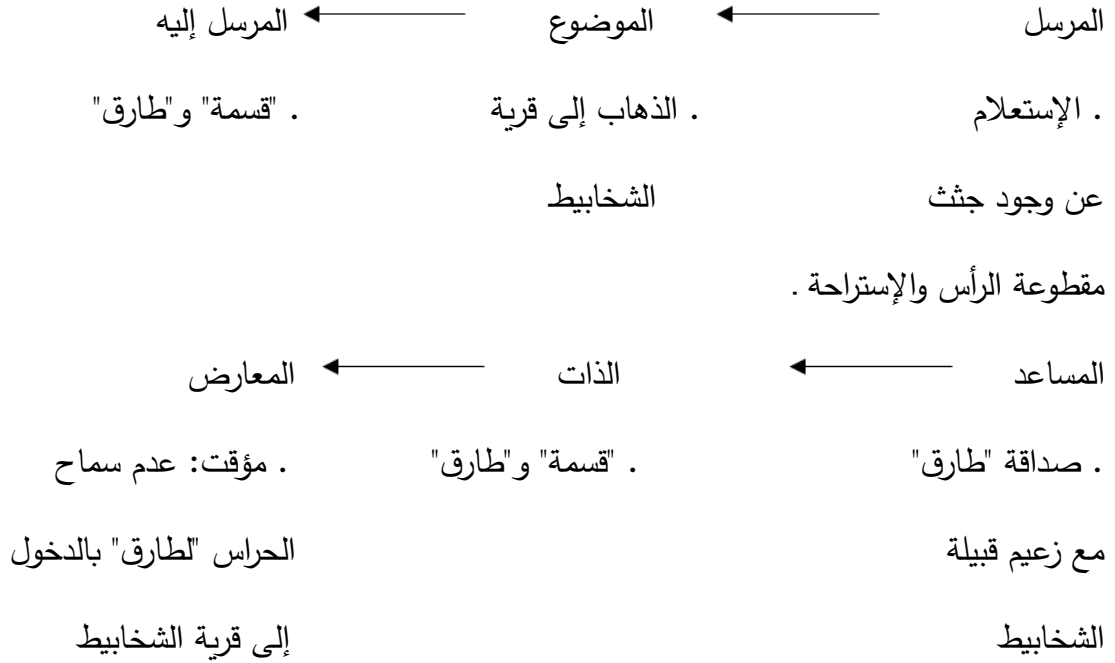 المرسل الموضوع المرسل إليه
. الإستعلام . الذهاب إلى قرية . "قسمة" و"طارق"
عن وجود جثث الشخابيط
مقطوعة الرأس والإستراحة .
المساعد الذات المعارض
. صداقة "طارق" . "قسمة" و"طارق" . مؤقت: عدم سماح
مع زعيم قبيلة الحراس "لطارق" بالدخول
الشخابيط إلى قرية الشخابيط